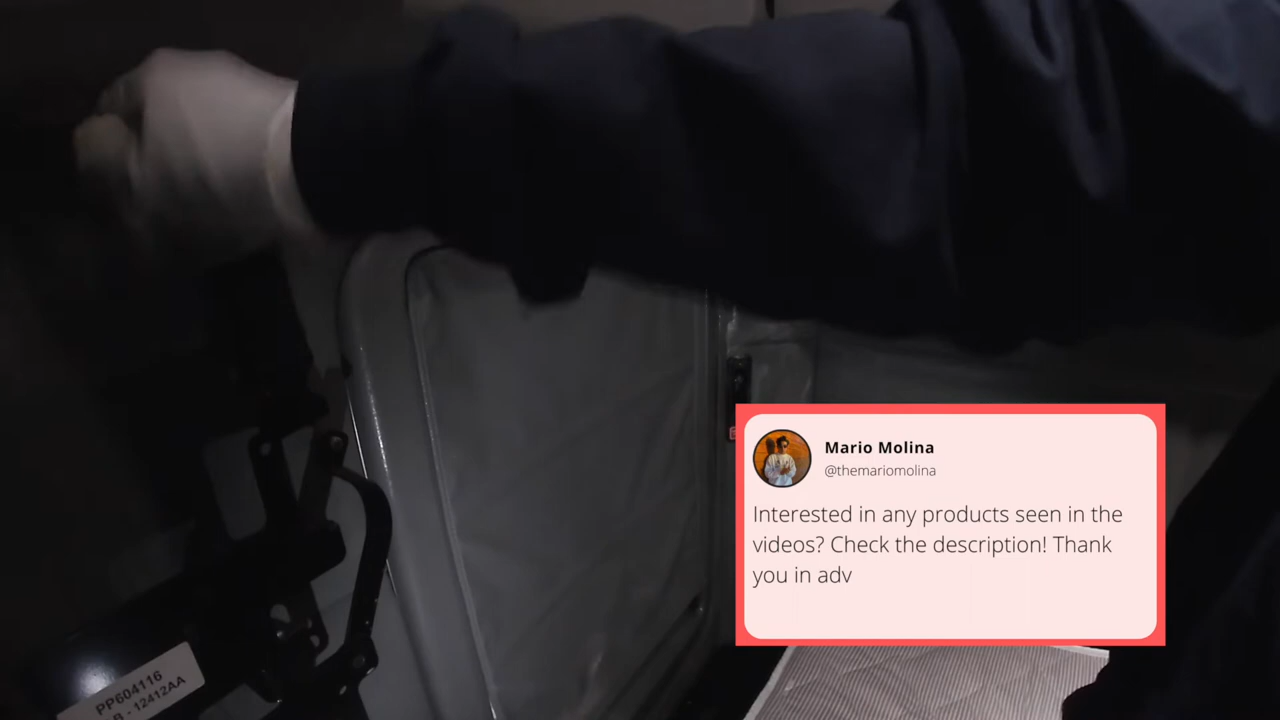 Mario Molina
@themariomolina
Interested in any products seen in the
videos? Check the description! Thank
you in adv
PP604116
- 12412AA